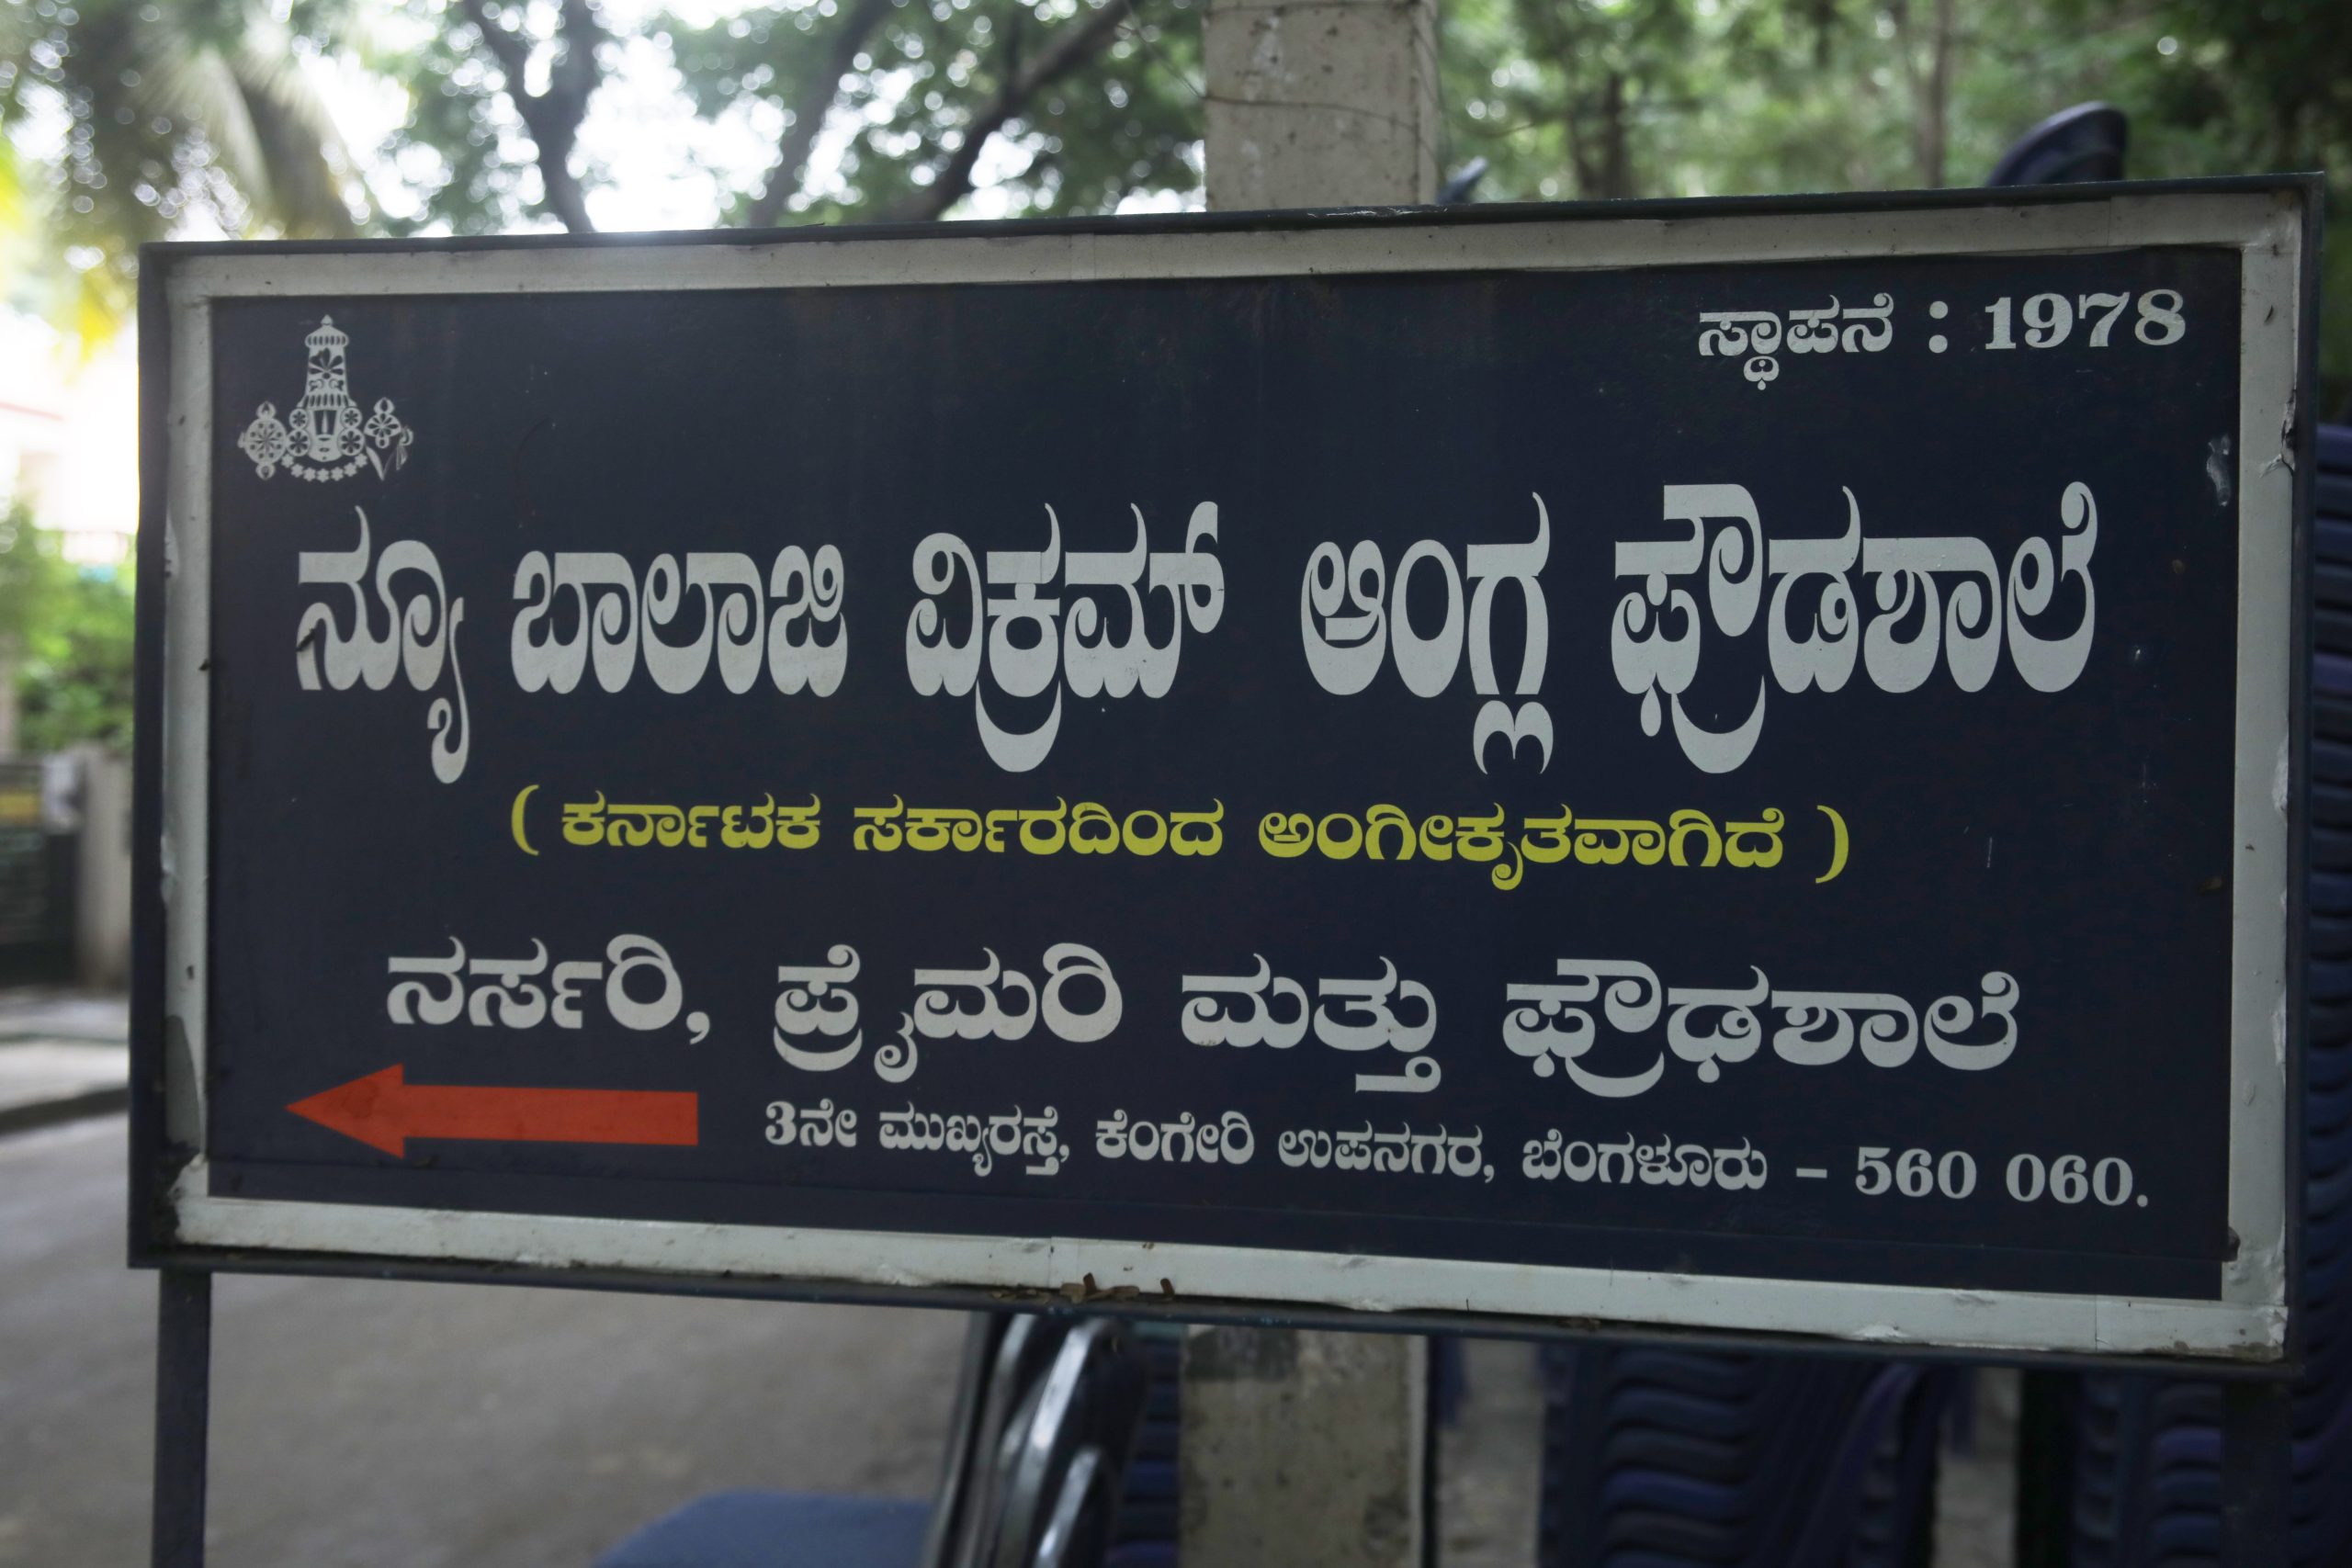 ಸ್ಥಾಪನೆ : 1978
ನ್ಯೂ ಬಾಲಾಜಿ ವಿಕ್ರಮ್ ಆಂಗ್ಲ ಫ್ರೌಡಶಾಲೆ
( ಕರ್ನಾಟಕ ಸರ್ಕಾರದಿಂದ ಅಂಗೀಕೃತವಾಗಿದೆ )
ನರ್ಸರಿ, ಪ್ರೈಮರಿ ಮತ್ತು ಫ್ರೌಢಶಾಲೆ
3ನೇ ಮುಖ್ಯರಸ್ತೆ, ಕೆಂಗೇರಿ ಉಪನಗರ, ಬೆಂಗಳೂರು – 560 060.